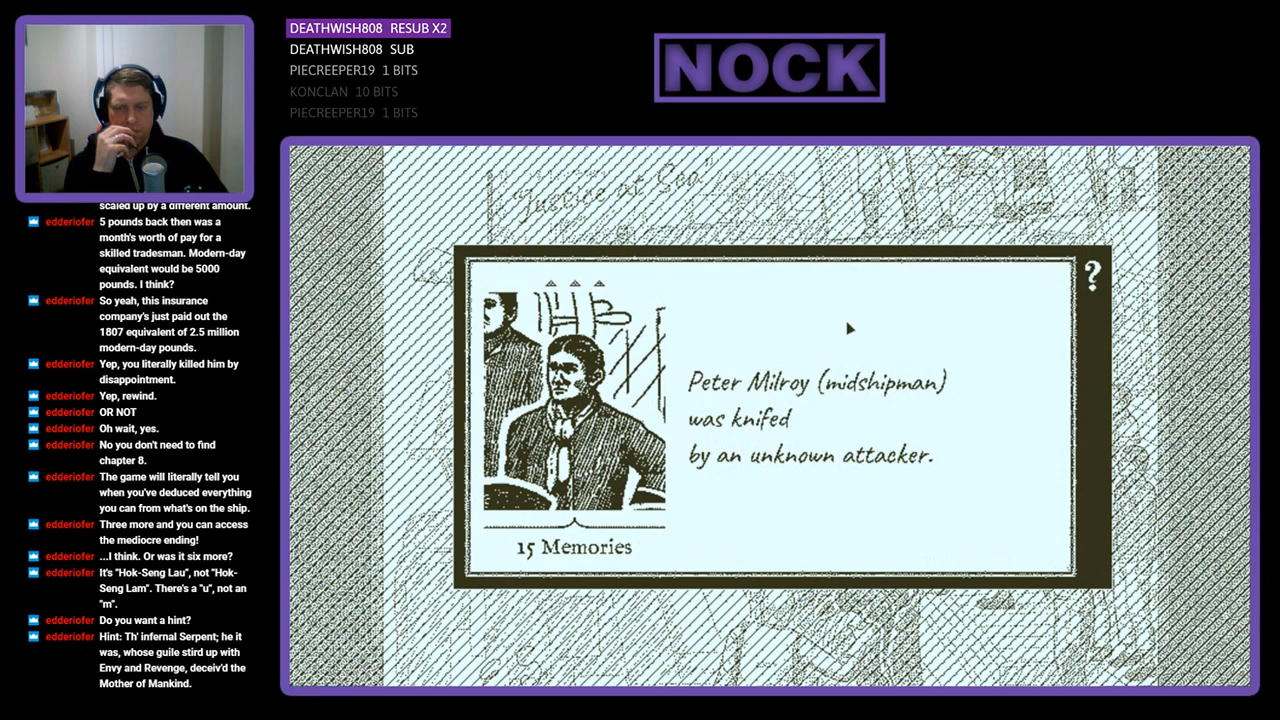 DEATHWISH808 RESUB X2
DEATHWISH808 SUB
PIECREEPER19 1 BITS
KONCLAN 10 BITS
PIECREEPER19 1 BITS
NOCK
scaled up by a different amount.
edderiofer 5 pounds back then was a
month's worth of pay for a
skilled tradesman. Modern-day
equivalent would be 5000
pounds. I think?
edderiofer So yeah, this insurance
company's just paid out the
1807 equivalent of 2.5 million
modern-day pounds.
edderiofer Yep, you literally killed him by
disappointment.
edderiofer Yep, rewind.
edderiofer OR NOT
edderiofer Oh wait, yes.
edderiofer No you don't need to find
chapter 8.
edderiofer The game will literally tell you
when you've deduced everything
you can from what's on the ship.
edderiofer Three more and you can access
the mediocre ending!
edderiofer ...I think. Or was it six more?
edderiofer It's "Hok-Seng Lau", not "Hok-
Seng Lam". There's a "u", not an
"m".
edderiofer Do you want a hint?
edderiofer Hint: Th' infernal Serpent; he it
was, whose guile stird up with
Envy and Revenge, deceiv'd the
Mother of Mankind.
"Justice at Sea"
?
Peter Milroy (midshipman)
was knifed
by an unknown attacker.
15 Memories